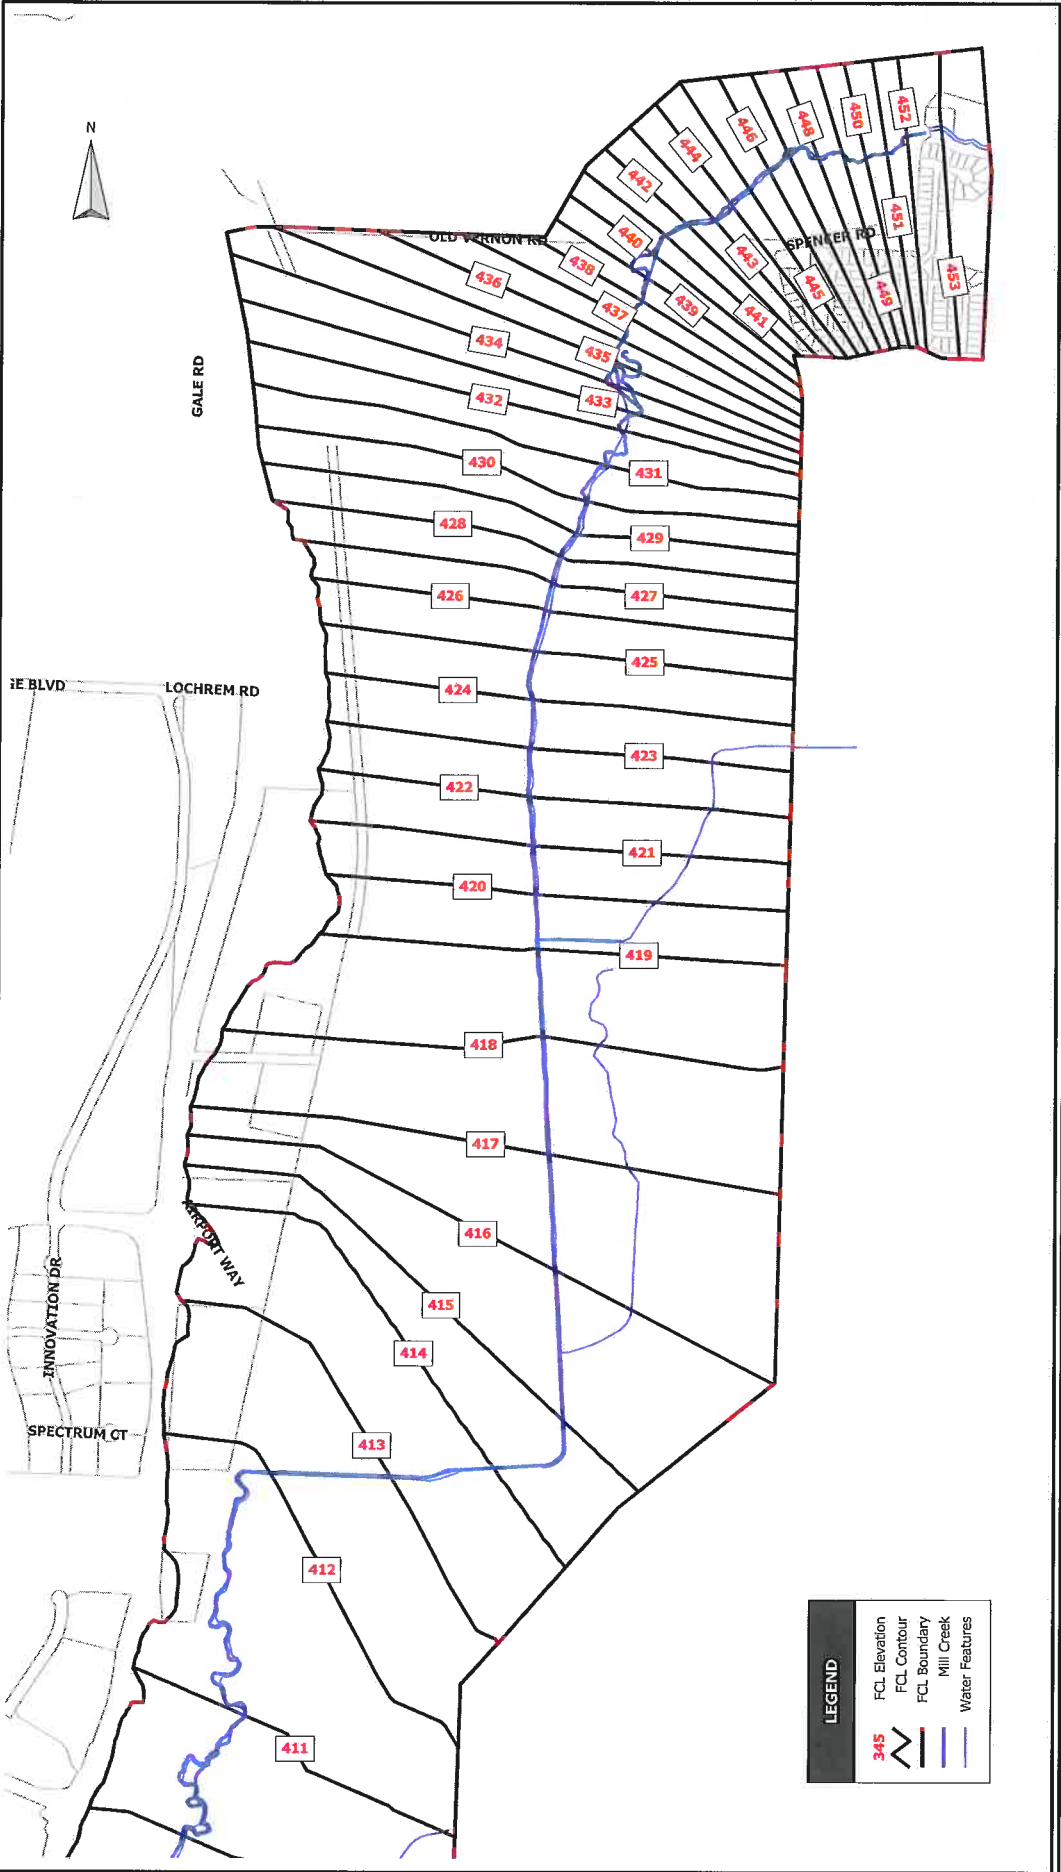 N
452
450
448
446
444
442
440
438
436
434
432
430
428
426
424
422
420
418
417
416
415
414
413
412
411
453
451
449
445
443
441
439
437
435
433
431
429
427
425
423
421
419
OLD VERNON RD
SPENCER RD
GALE RD
IE BLVD
LOCHREM RD
AIRPORT WAY
INNOVATION DR
SPECTRUM CT
LEGEND
345 FCL Elevation
FCL Contour
FCL Boundary
Mill Creek
Water Features